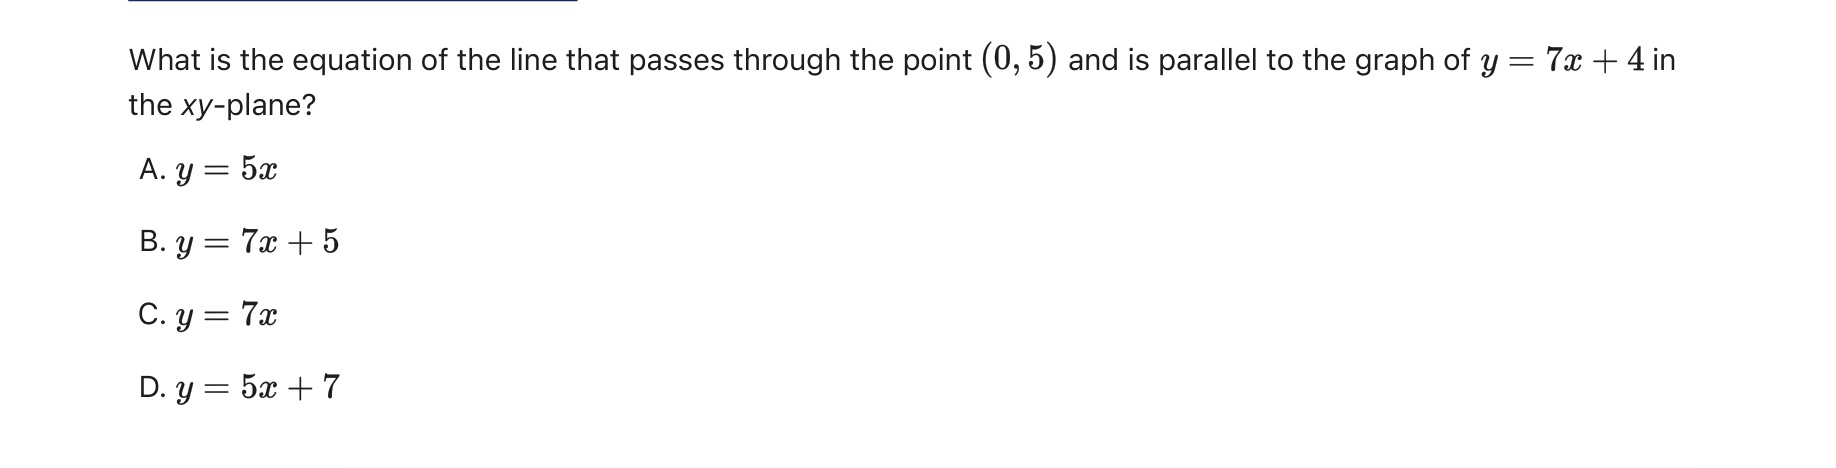 What is the equation of the line that passes through the point (0, 5) and is parallel to the graph of y = 7x + 4 in
the xy-plane?
A. y = 5x
B. y = 7x + 5
C. y = 7x
D. y = 5x + 7